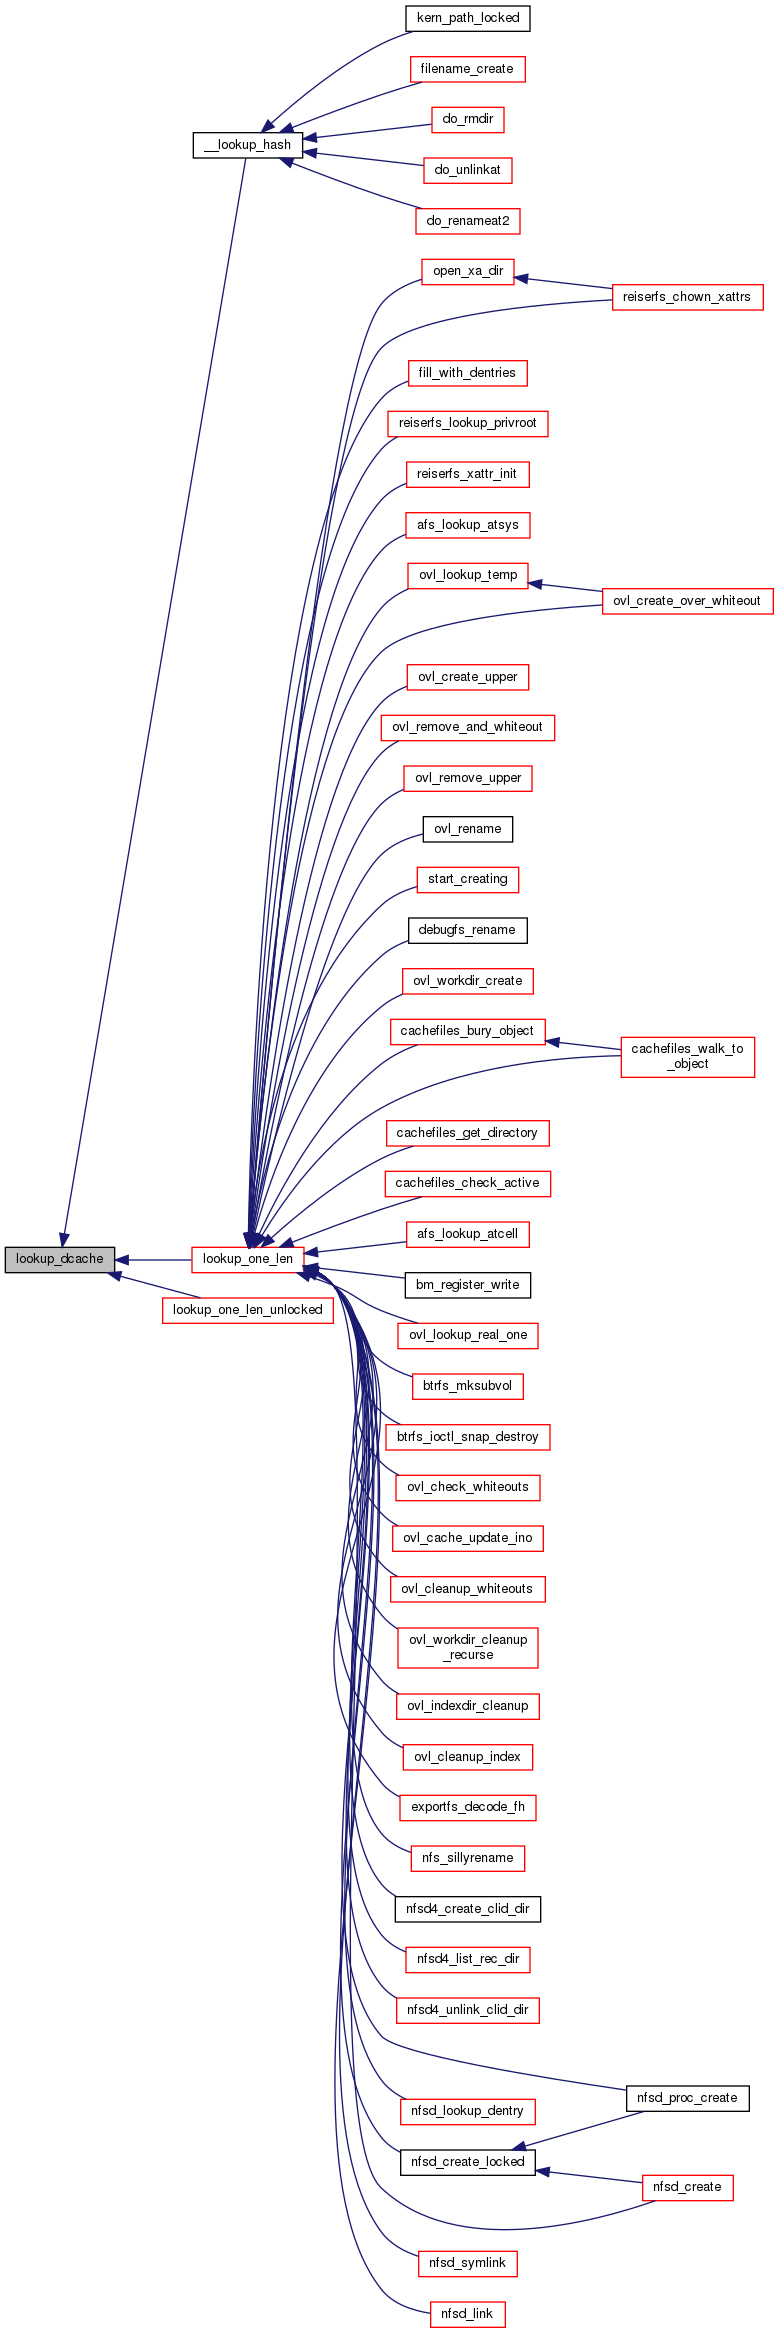 kern_path_locked
filename_create
do_rmdir
__lookup_hash
do_unlinkat
do_renameat2
open_xa_dir
reiserfs_chown_xattrs
fill_with_dentries
reiserfs_lookup_privroot
reiserfs_xattr_init
afs_lookup_atsys
ovl_lookup_temp
ovl_create_over_whiteout
ovl_create_upper
ovl_remove_and_whiteout
ovl_remove_upper
ovl_rename
start_creating
debugfs_rename
ovl_workdir_create
cachefiles_bury_object
cachefiles_walk_to
_object
cachefiles_get_directory
cachefiles_check_active
afs_lookup_atcell
lookup_dcache
lookup_one_len
bm_register_write
lookup_one_len_unlocked
ovl_lookup_real_one
btrfs_mksubvol
btrfs_ioctl_snap_destroy
ovl_check_whiteouts
ovl_cache_update_ino
ovl_cleanup_whiteouts
ovl_workdir_cleanup
_recurse
ovl_indexdir_cleanup
ovl_cleanup_index
exportfs_decode_fh
nfs_sillyrename
nfsd4_create_clid_dir
nfsd4_list_rec_dir
nfsd4_unlink_clid_dir
nfsd_proc_create
nfsd_lookup_dentry
nfsd_create_locked
nfsd_create
nfsd_symlink
nfsd_link